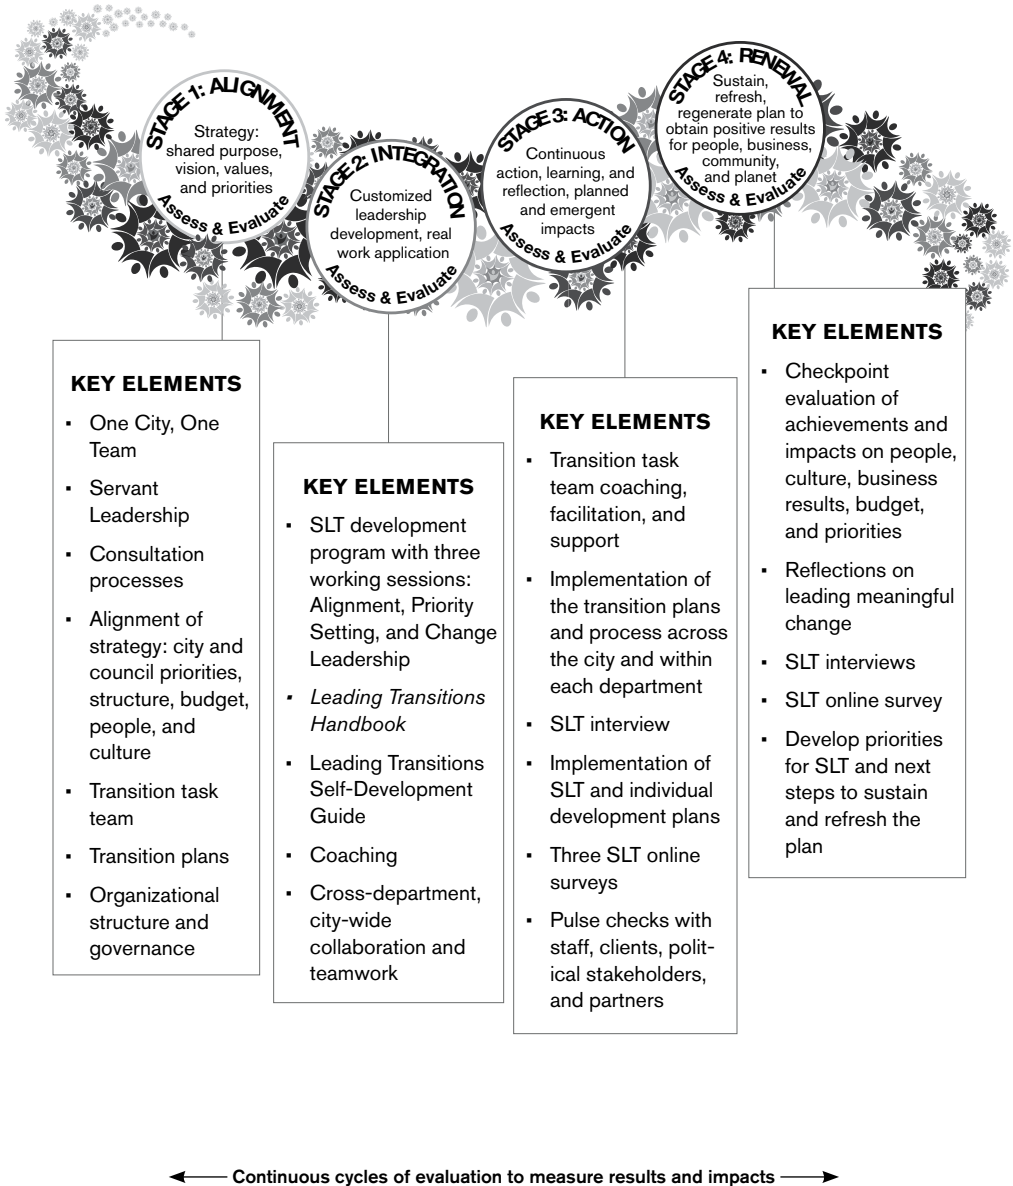 STAGE 1: ALIGNMENT
Strategy:
shared purpose,
vision, values,
and priorities
Assess & Evaluate
STAGE 2: INTEGRATION
Customized
leadership
development, real
work application
Assess & Evaluate
STAGE 3: ACTION
Continuous
action, learning, and
reflection, planned
and emergent
impacts
Assess & Evaluate
STAGE 4: RENEWAL
Sustain,
refresh,
regenerate plan to
obtain positive results
for people, business,
community,
and planet
Assess & Evaluate
KEY ELEMENTS
▪ One City, One
Team
▪ Servant
Leadership
▪ Consultation
processes
▪ Alignment of
strategy: city and
council priorities,
structure, budget,
people, and
culture
▪ Transition task
team
▪ Transition plans
▪ Organizational
structure and
governance
KEY ELEMENTS
▪ SLT development
program with three
working sessions:
Alignment, Priority
Setting, and Change
Leadership
▪ Leading Transitions
Handbook
▪ Leading Transitions
Self-Development
Guide
▪ Coaching
▪ Cross-department,
city-wide
collaboration and
teamwork
KEY ELEMENTS
▪ Transition task
team coaching,
facilitation, and
support
▪ Implementation of
the transition plans
and process across
the city and within
each department
▪ SLT interview
▪ Implementation of
SLT and individual
development plans
▪ Three SLT online
surveys
▪ Pulse checks with
staff, clients, polit-
ical stakeholders,
and partners
KEY ELEMENTS
▪ Checkpoint
evaluation of
achievements and
impacts on people,
culture, business
results, budget,
and priorities
▪ Reflections on
leading meaningful
change
▪ SLT interviews
▪ SLT online survey
▪ Develop priorities
for SLT and next
steps to sustain
and refresh the
plan
Continuous cycles of evaluation to measure results and impacts